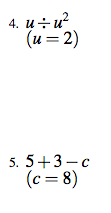 4. u÷u²
(u=2)
5. 5+3−c
(c=8)